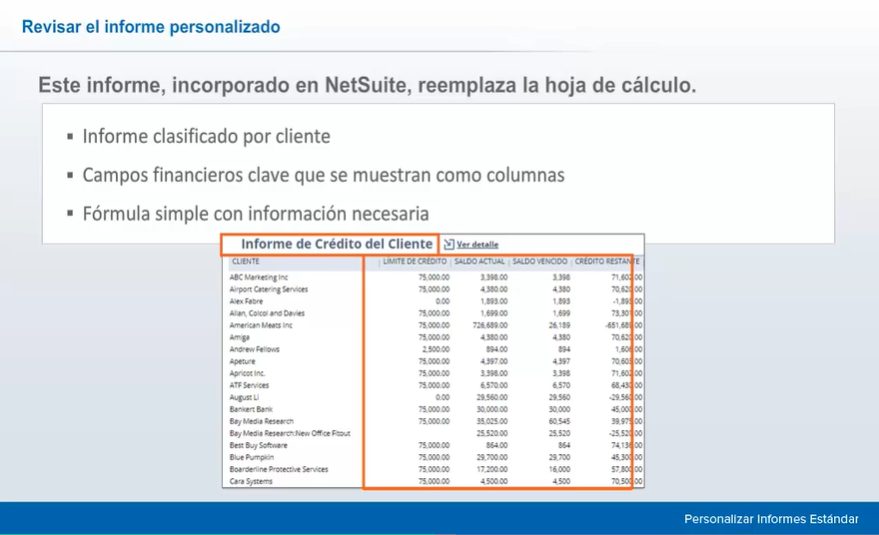 Revisar el informe personalizado
Este informe, incorporado en NetSuite, reemplaza la hoja de cálculo.
▪ Informe clasificado por cliente
▪ Campos financieros clave que se muestran como columnas
▪ Fórmula simple con información necesaria
Informe de Crédito del Cliente Ver detalle
CLIENTE LÍMITE DE CRÉDITO SALDO ACTUAL SALDO VENCIDO CRÉDITO RESTANTE
ABC Marketing Inc 75,000.00 3,398.00 3,398 71,602.00
Airport Catering Services 75,000.00 4,380.00 4,380 70,620.00
Alex Fabre 0.00 1,893.00 1,893 -1,893.00
Allan, Colcol and Davies 75,000.00 1,699.00 1,699 73,301.00
American Meats Inc 75,000.00 726,689.00 26,189 -651,689.00
Amiga 75,000.00 4,380.00 4,380 70,620.00
Andrew Fellows 2,500.00 894.00 894 1,606.00
Apeture 75,000.00 4,397.00 4,397 70,603.00
Apricot Inc. 75,000.00 3,398.00 3,398 71,602.00
ATF Services 75,000.00 6,570.00 6,570 68,430.00
August Li 0.00 29,560.00 29,560 -29,560.00
Bankert Bank 75,000.00 30,000.00 30,000 45,000.00
Bay Media Research 75,000.00 35,025.00 60,545 39,975.00
Bay Media Research:New Office Fitout 25,520.00 25,520 -25,520.00
Best Buy Software 75,000.00 864.00 864 74,136.00
Blue Pumpkin 75,000.00 29,700.00 29,700 45,300.00
Boarderline Protective Services 75,000.00 17,200.00 16,000 57,800.00
Cara Systems 75,000.00 4,500.00 4,500 70,500.00
Personalizar Informes Estándar